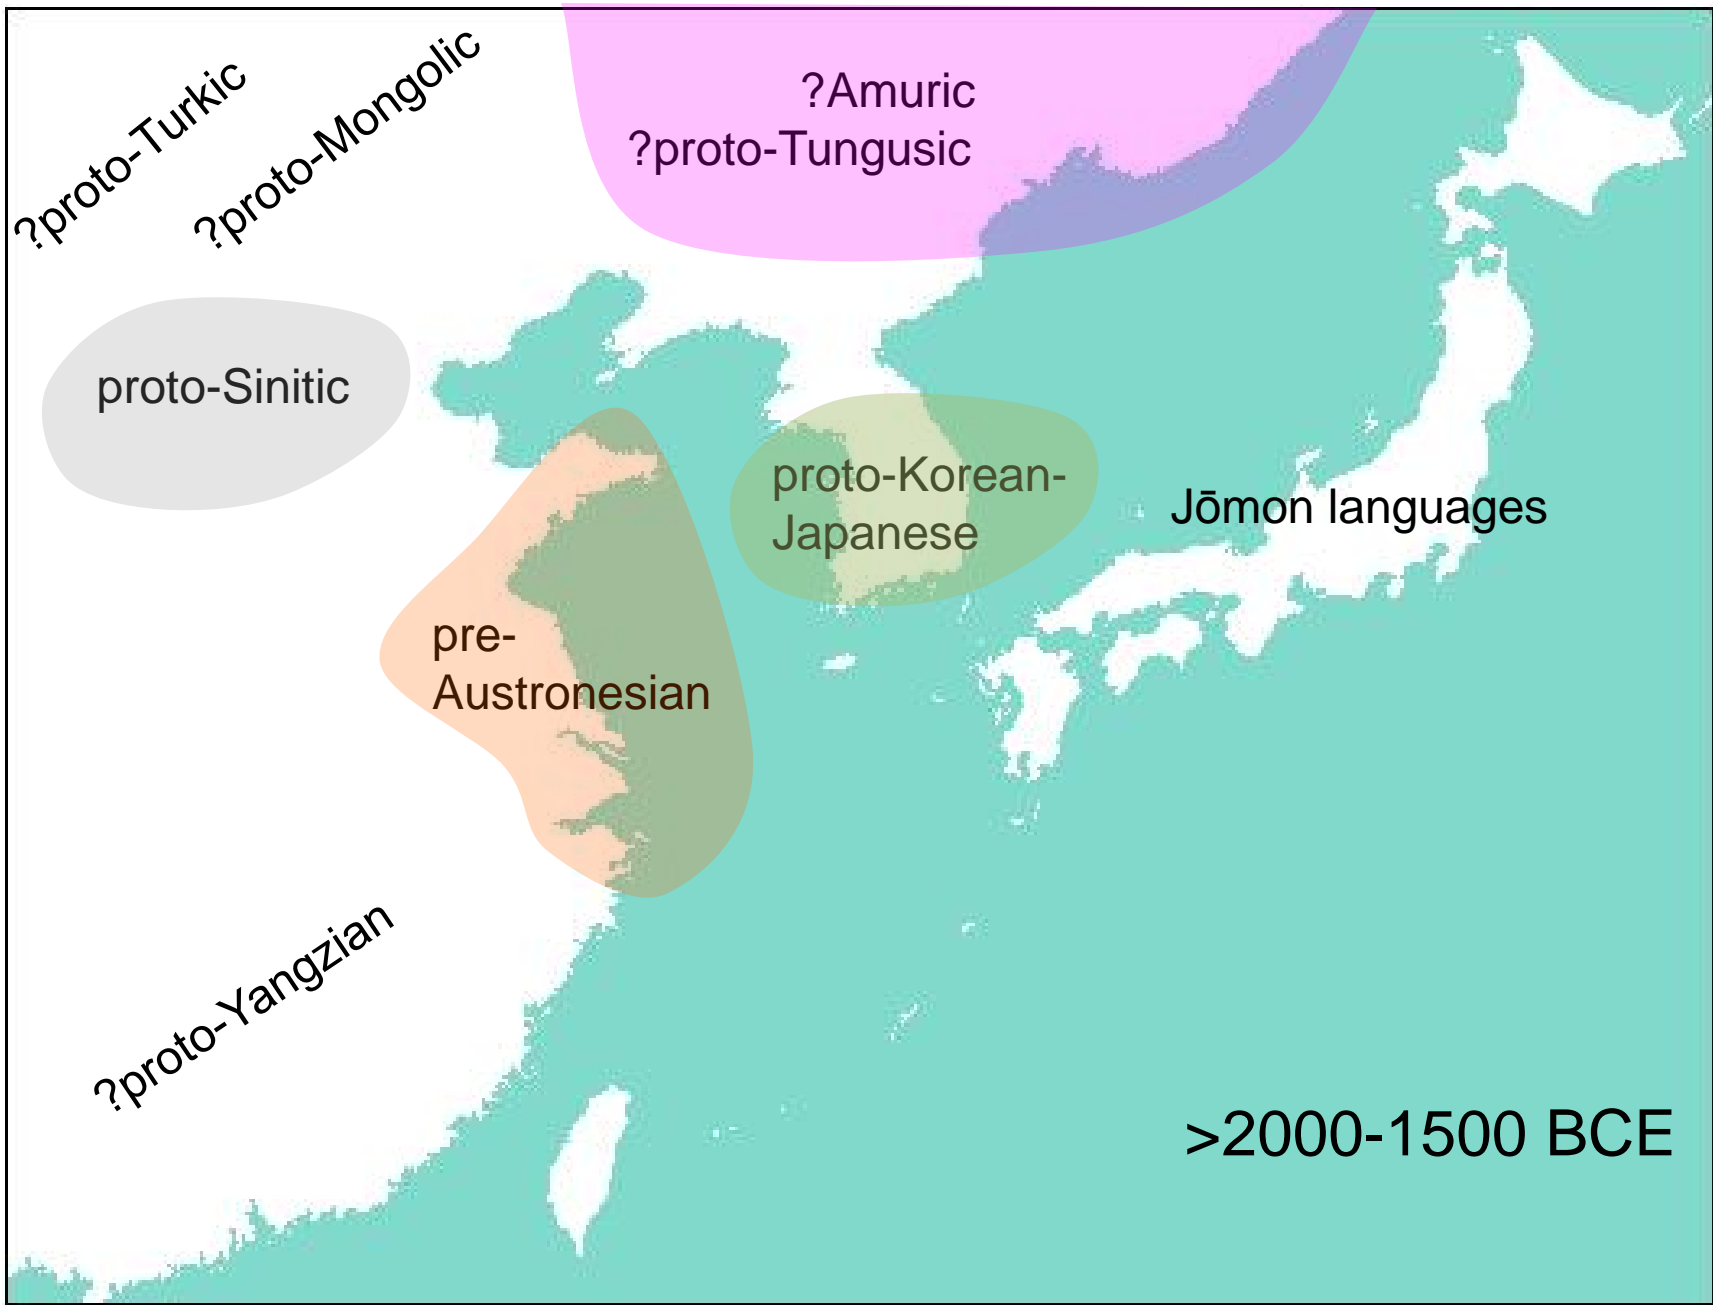 ?proto-Turkic
?proto-Mongolic
?Amuric
?proto-Tungusic
proto-Sinitic
proto-Korean-
Japanese
Jōmon languages
pre-
Austronesian
?proto-Yangzian
>2000-1500 BCE